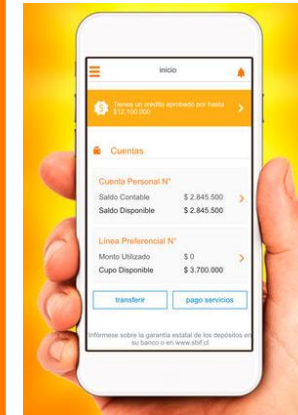 inicio
Tienes un crédito aprobado por hasta
$12.100.000
Cuentas
Cuenta Personal N°
Saldo Contable $ 2.845.500
Saldo Disponible $ 2.845.500
Línea Preferencial N°
Monto Utilizado $ 0
Cupo Disponible $ 3.700.000
transferir pago servicios
Infórmese sobre la garantía estatal de los depósitos en
su banco o en www.sbif.cl